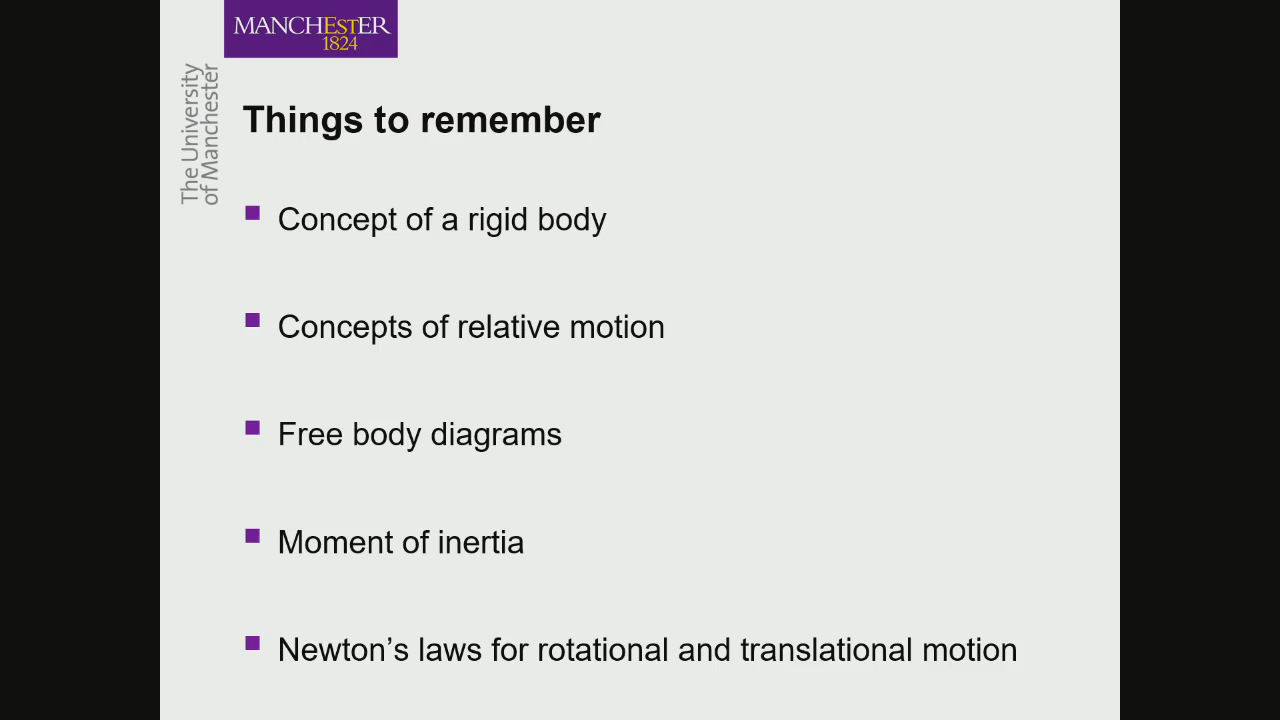 MANCHESTER
1824
The University
of Manchester
Things to remember
Concept of a rigid body
Concepts of relative motion
Free body diagrams
Moment of inertia
Newton’s laws for rotational and translational motion